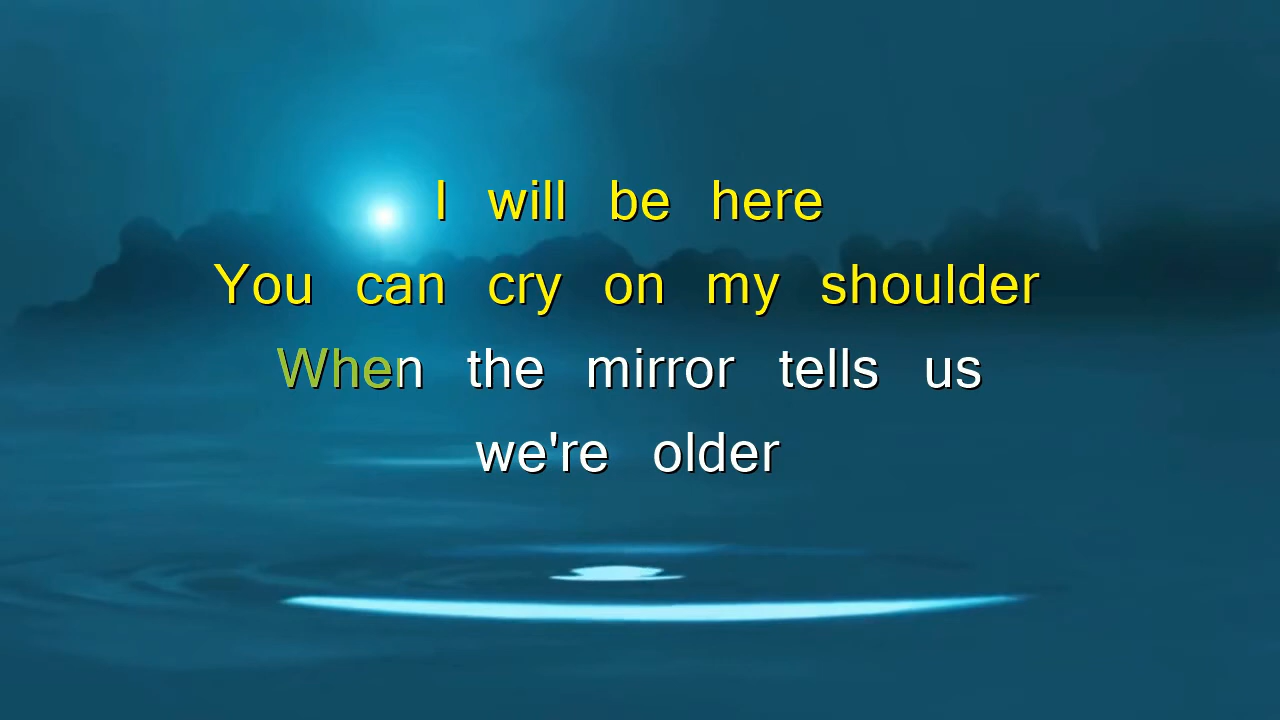 I will be here
You can cry on my shoulder
When the mirror tells us
we're older